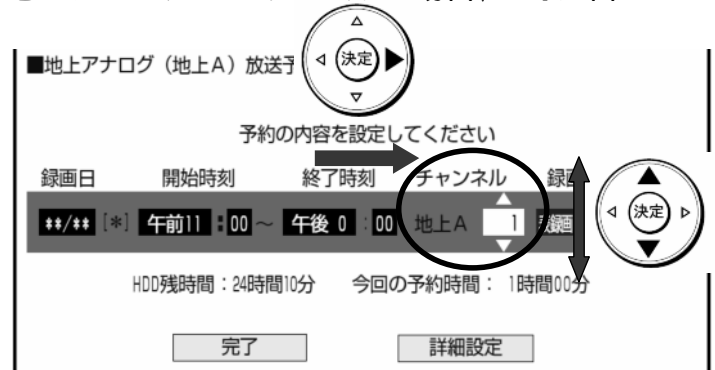 ■地上アナログ（地上A）放送予
決定
予約の内容を設定してください
録画日 開始時刻 終了時刻 チャンネル 録画
**/** [*] 午前11:00～ 午後 0:00 地上A 1 録画
決定
HDD残時間：24時間10分 今回の予約時間： 1時間00分
完了 詳細設定